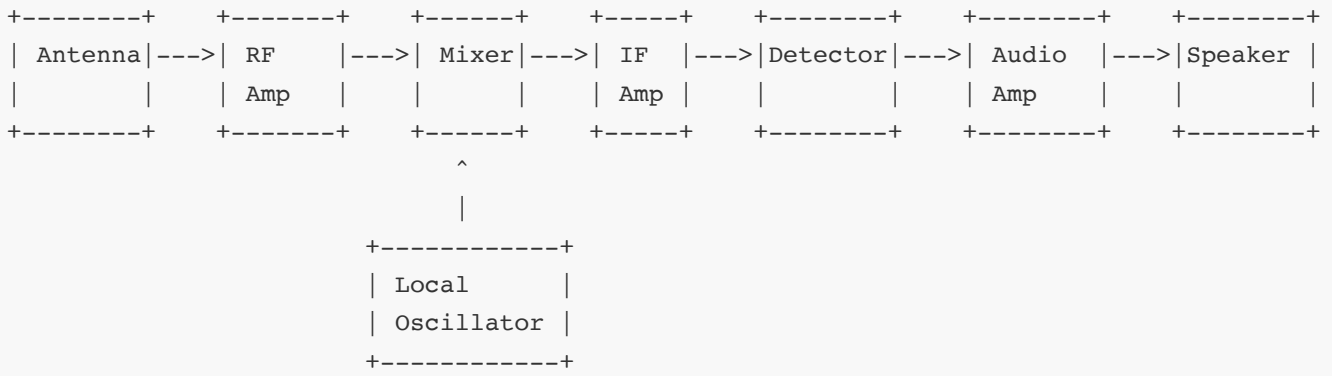 +--------+    +-------+    +------+    +-----+    +--------+    +--------+    +--------+
| Antenna|--->| RF    |--->| Mixer|--->| IF  |--->|Detector|--->| Audio  |--->|Speaker |
|        |    | Amp   |    |      |    | Amp |    |        |    | Amp    |    |        |
+--------+    +-------+    +------+    +-----+    +--------+    +--------+    +--------+
                              ^
                              |
                        +------------+
                        | Local      |
                        | Oscillator |
                        +------------+